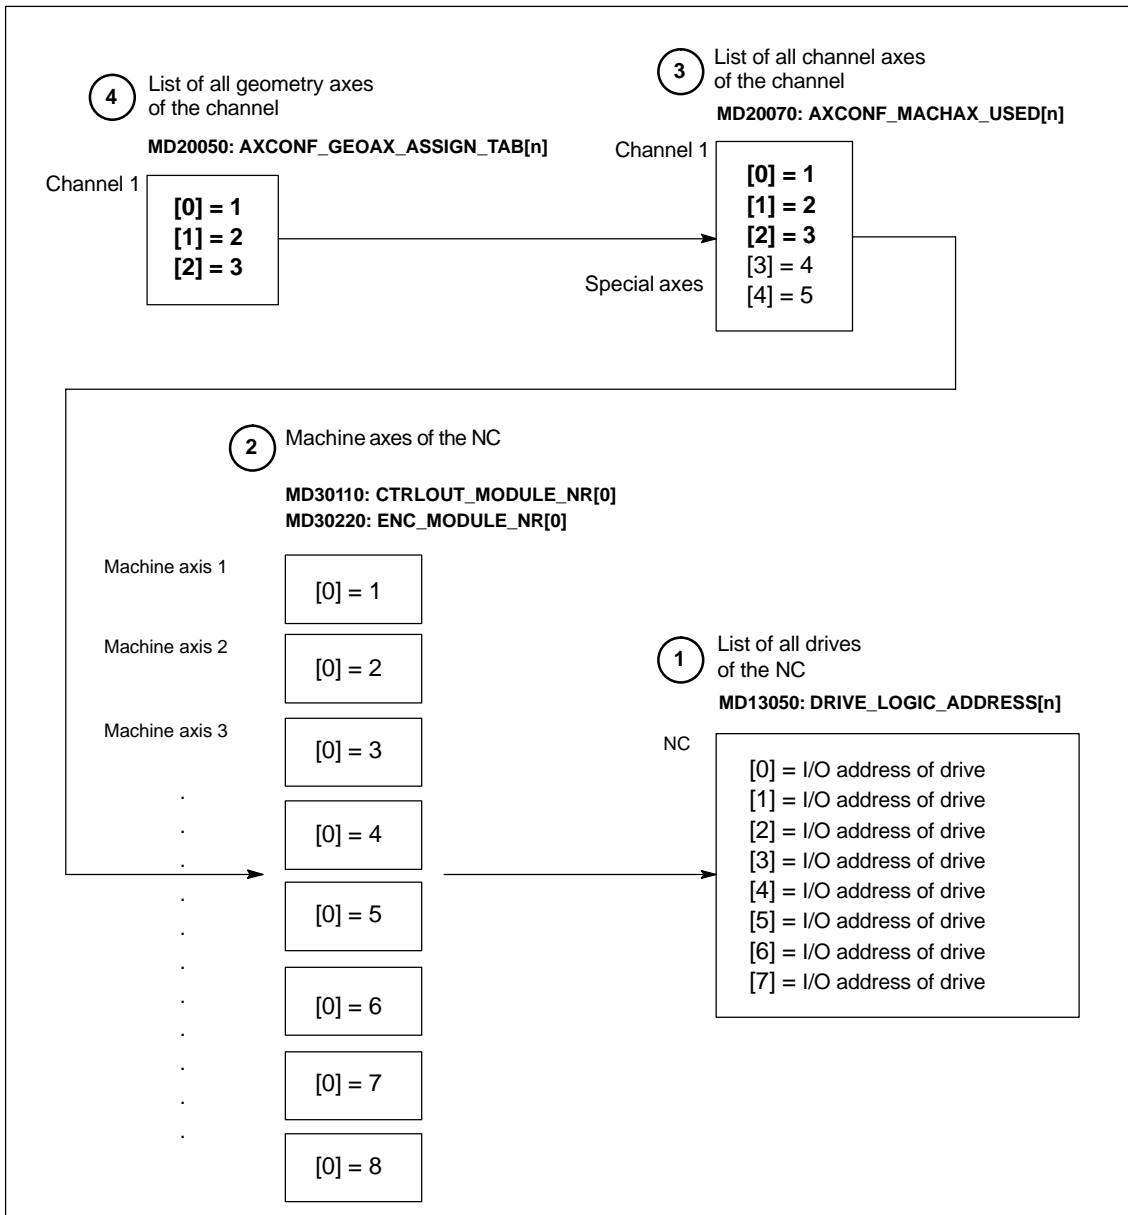 4
List of all geometry axes
of the channel
MD20050: AXCONF_GEOAX_ASSIGN_TAB[n]
Channel 1
[0] = 1
[1] = 2
[2] = 3
3
List of all channel axes
of the channel
MD20070: AXCONF_MACHAX_USED[n]
Channel 1
[0] = 1
[1] = 2
[2] = 3
[3] = 4
[4] = 5
Special axes
2
Machine axes of the NC
MD30110: CTRLOUT_MODULE_NR[0]
MD30220: ENC_MODULE_NR[0]
Machine axis 1
[0] = 1
Machine axis 2
[0] = 2
Machine axis 3
[0] = 3
[0] = 4
[0] = 5
[0] = 6
[0] = 7
[0] = 8
1
List of all drives
of the NC
MD13050: DRIVE_LOGIC_ADDRESS[n]
NC
[0] = I/O address of drive
[1] = I/O address of drive
[2] = I/O address of drive
[3] = I/O address of drive
[4] = I/O address of drive
[5] = I/O address of drive
[6] = I/O address of drive
[7] = I/O address of drive